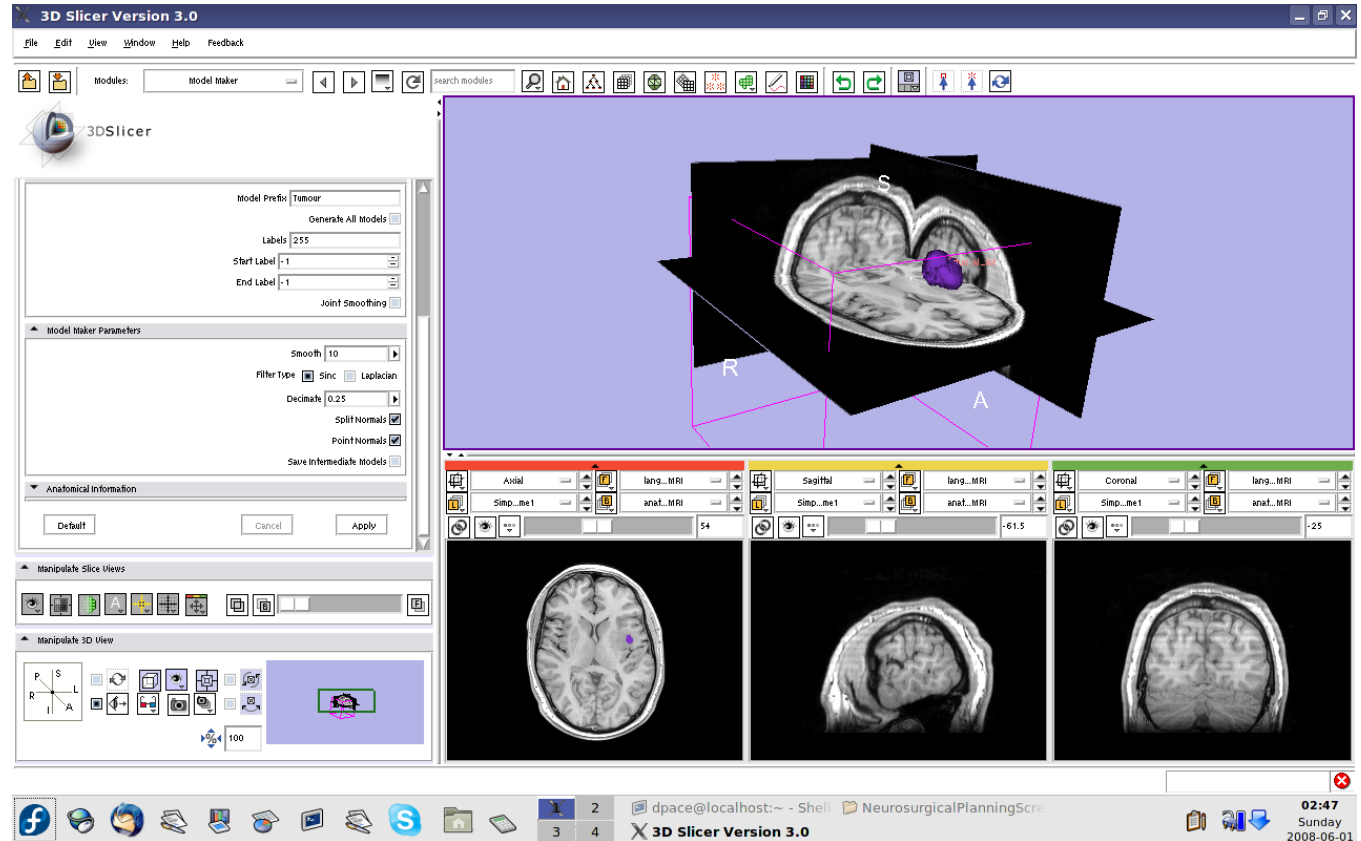 3D Slicer Version 3.0
File Edit View Window Help Feedback
Modules: Model Maker search modules
3DSlicer
Model Prefix Tumour
Generate All Models
Labels 255
Start Label -1
End Label -1
Joint Smoothing
Model Maker Parameters
Smooth 10
Filter Type Sinc Laplacian
Decimate 0.25
Split Normals
Point Normals
Save Intermediate Models
Anatomical Information
Default Cancel Apply
Manipulate Slice Views
Manipulate 3D View
P S
R L
I A
100
S
R
A
Axial lang...MRI
Simp...me1 anat...MRI
54
Sagittal lang...MRI
Simp...me1 anat...MRI
-61.5
Coronal lang...MRI
Simp...me1 anat...MRI
-25
1 2 dpace@localhost:~ - Shell NeurosurgicalPlanningScre
3 4 3D Slicer Version 3.0
02:47
Sunday
2008-06-01